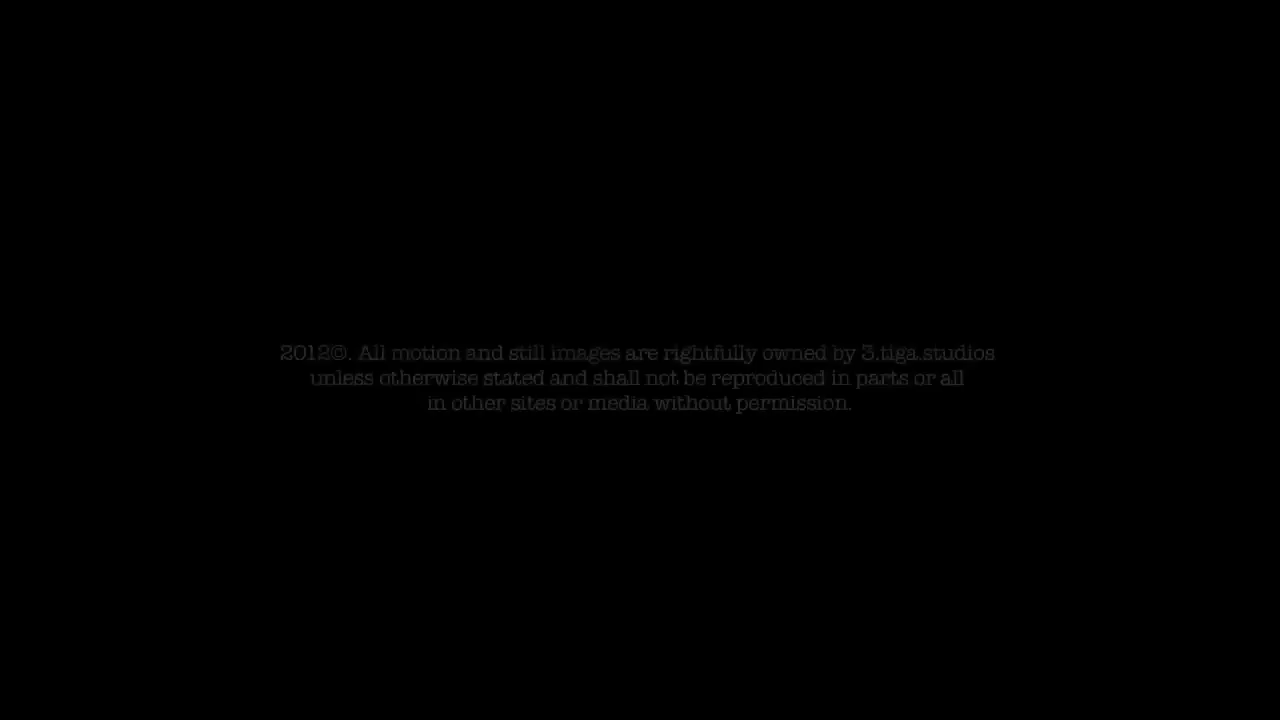 2012©. All motion and still images are rightfully owned by 3.tiga.studios
unless otherwise stated and shall not be reproduced in parts or all
in other sites or media without permission.